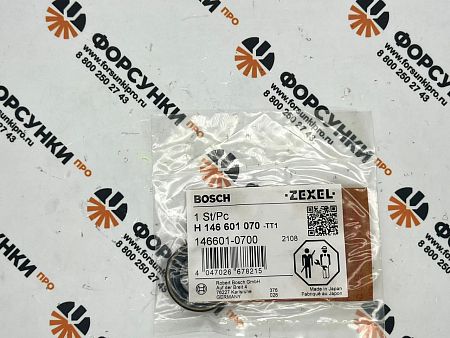 ФОРСУНКИ ПРО
www.forsunkipro.ru
8 800 250 27 43
BOSCH
ZEXEL
1 St/Pc
H 146 601 070 -TT1
146601-0700
2108
4 047026 678215
Robert Bosch GmbH
Auf der Breit 4
76227 Karlsruhe
GERMANY
376
028
Made in Japan
Fabriqué au Japon